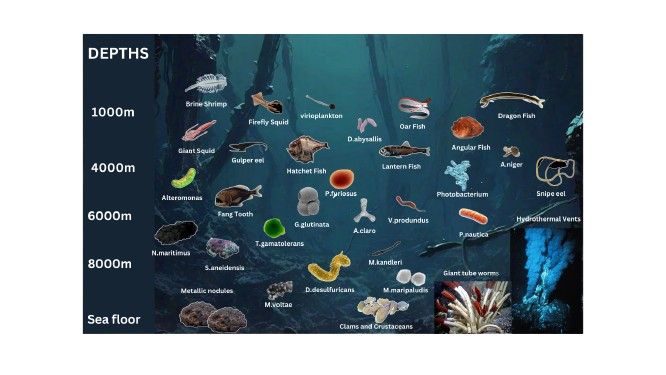 DEPTHS
Brine Shrimp
1000m
Firefly Squid
virioplankton
D.abysallis
Oar Fish
Dragon Fish
Giant Squid
Gulper eel
Hatchet Fish
Lantern Fish
Angular Fish
A.niger
4000m
Alteromonas
Fang Tooth
P.furiosus
Photobacterium
Snipe eel
6000m
G.glutinata
A.claro
V.produndus
P.nautica
Hydrothermal Vents
N.maritimus
T.gamatolerans
S.aneidensis
M.kandleri
8000m
D.desulfuricans
M.maripaludis
Giant tube worms
Metallic nodules
M.voltae
Sea floor
Clams and Crustaceans